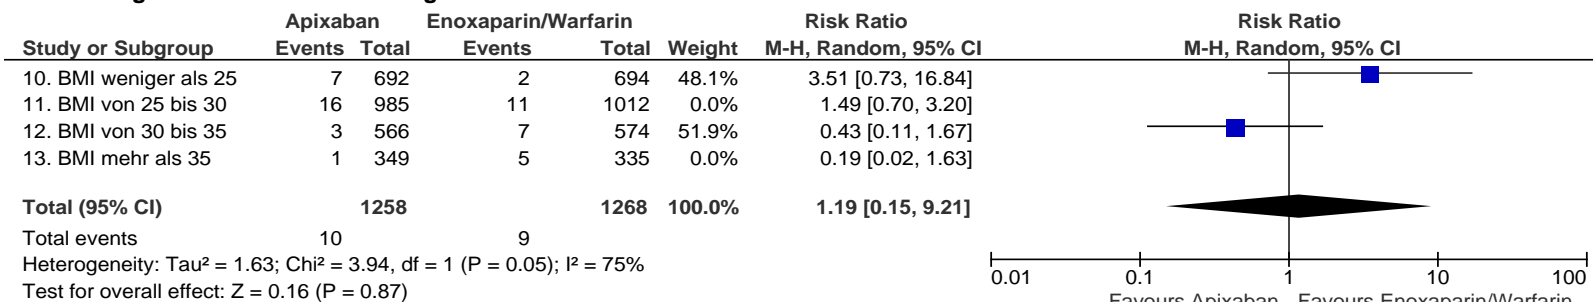 Apixaban Enoxaparin/Warfarin Risk Ratio Risk Ratio
Study or Subgroup Events Total Events Total Weight M-H, Random, 95% CI M-H, Random, 95% CI
10. BMI weniger als 25 7 692 2 694 48.1% 3.51 [0.73, 16.84]
11. BMI von 25 bis 30 16 985 11 1012 0.0% 1.49 [0.70, 3.20]
12. BMI von 30 bis 35 3 566 7 574 51.9% 0.43 [0.11, 1.67]
13. BMI mehr als 35 1 349 5 335 0.0% 0.19 [0.02, 1.63]
Total (95% CI) 1258 1268 100.0% 1.19 [0.15, 9.21]
Total events 10 9
Heterogeneity: Tau² = 1.63; Chi² = 3.94, df = 1 (P = 0.05); I² = 75%
Test for overall effect: Z = 0.16 (P = 0.87)
0.01 0.1 1 10 100
Favours Apixaban Favours Enoxaparin/Warfarin